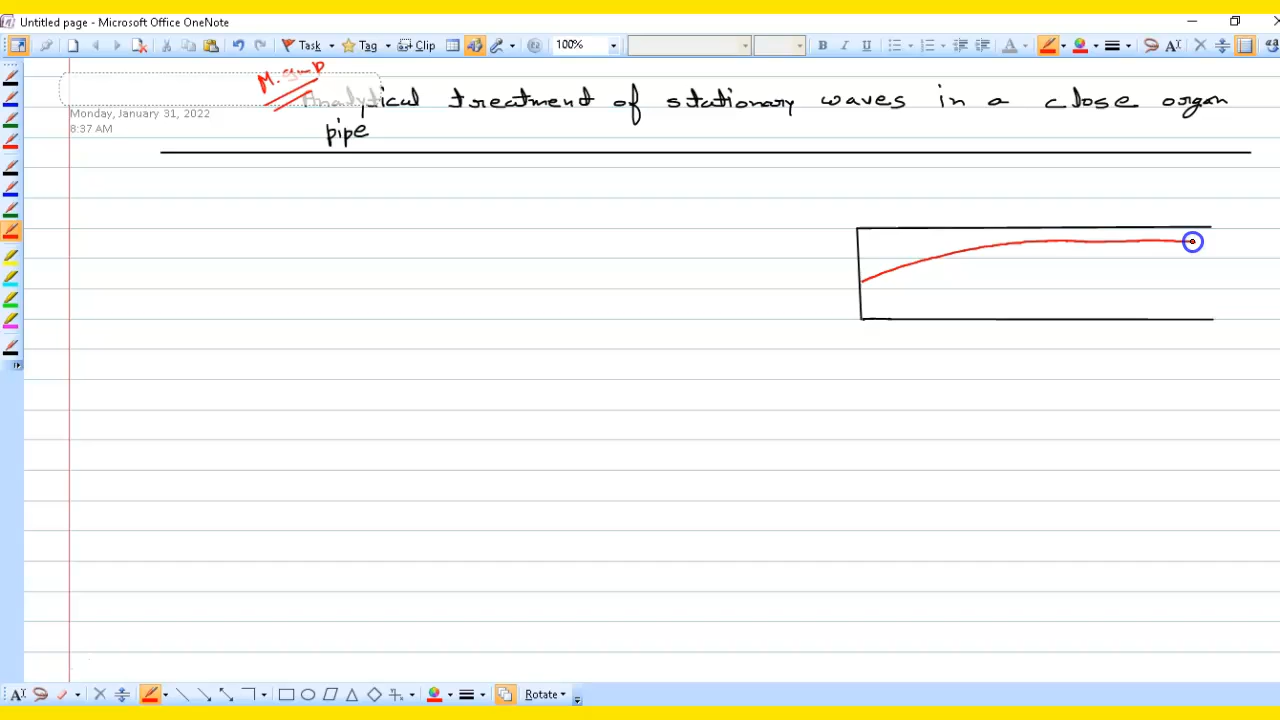 Untitled page - Microsoft Office OneNote
Task Tag Clip 100% B I U A
Analytical treatment of stationary waves in a close organ
pipe
Monday, January 31, 2022
8:37 AM
Rotate